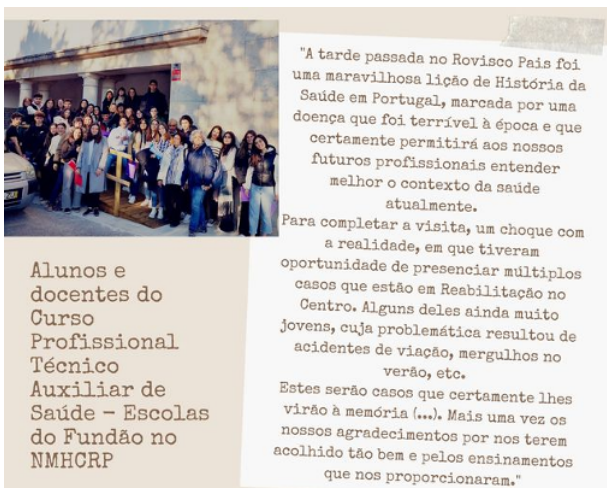 Alunos e
docentes do
Curso
Profissional
Técnico
Auxiliar de
Saúde - Escolas
do Fundão no
NMHCRP
"A tarde passada no Rovisco Pais foi
uma maravilhosa lição de História da
Saúde em Portugal, marcada por uma
doença que foi terrível à época e que
certamente permitirá aos nossos
futuros profissionais entender
melhor o contexto da saúde
atualmente.
Para completar a visita, um choque com
a realidade, em que tiveram
oportunidade de presenciar múltiplos
casos que estão em Reabilitação no
Centro. Alguns deles ainda muito
jovens, cuja problemática resultou de
acidentes de viação, mergulhos no
verão, etc.
Estes serão casos que certamente lhes
virão à memória (...). Mais uma vez os
nossos agradecimentos por nos terem
acolhido tão bem e pelos ensinamentos
que nos proporcionaram."